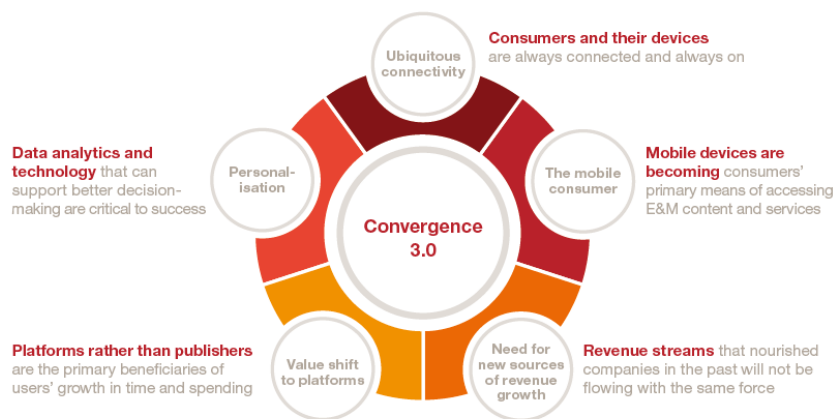 Ubiquitous
connectivity
Consumers and their devices
are always connected and always on
Data analytics and
technology that can
support better decision-
making are critical to success
Personal-
isation
The mobile
consumer
Mobile devices are
becoming consumers’
primary means of accessing
E&M content and services
Convergence
3.0
Platforms rather than publishers
are the primary beneficiaries of
users’ growth in time and spending
Value shift
to platforms
Need for
new sources
of revenue
growth
Revenue streams that nourished
companies in the past will not be
flowing with the same force